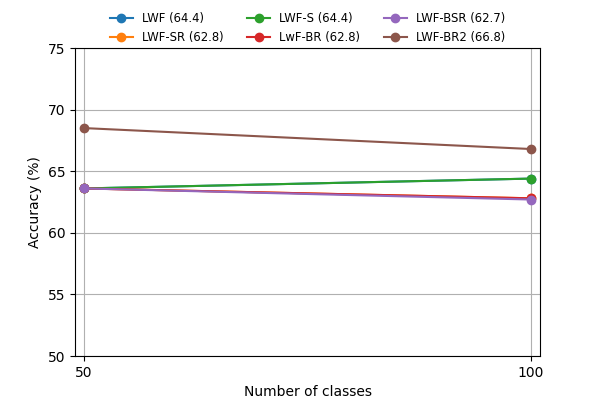 LWF (64.4) LWF-S (64.4) LWF-BSR (62.7)
LWF-SR (62.8) LwF-BR (62.8) LWF-BR2 (66.8)
75
70
65
60
55
50
Accuracy (%)
50 100
Number of classes